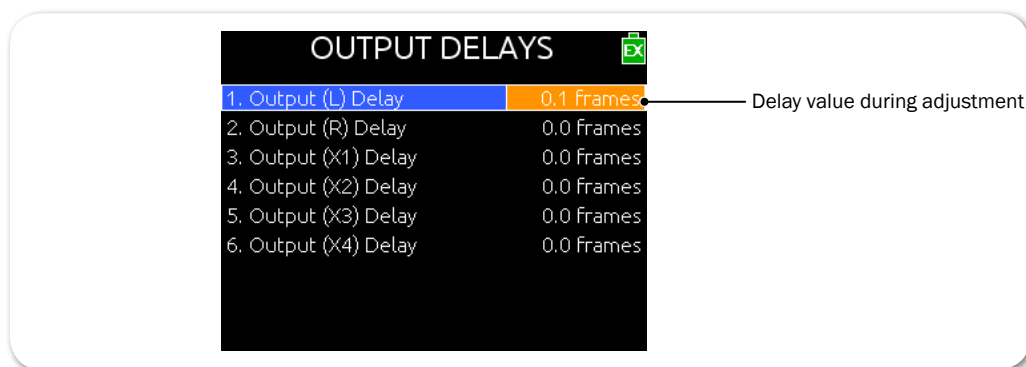 OUTPUT DELAYS
EX
1. Output (L) Delay 0.1 frames
Delay value during adjustment
2. Output (R) Delay 0.0 frames
3. Output (X1) Delay 0.0 frames
4. Output (X2) Delay 0.0 frames
5. Output (X3) Delay 0.0 frames
6. Output (X4) Delay 0.0 frames